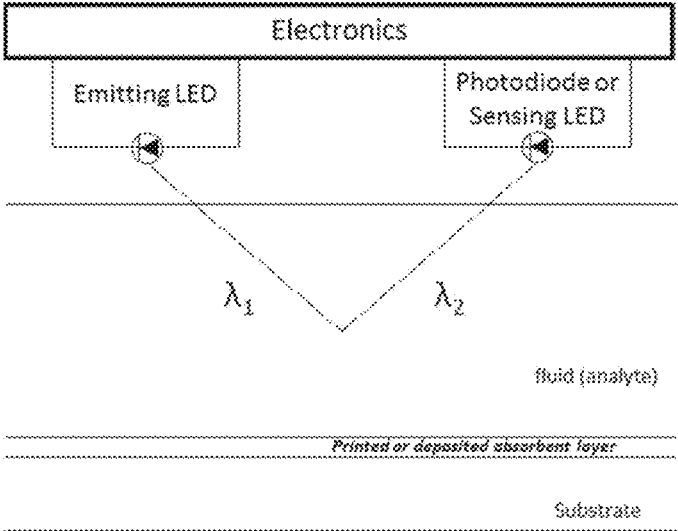 Electronics
Emitting LED
Photodiode or
Sensing LED
λ₁
λ₂
fluid (analyte)
Printed or deposited absorbent layer
Substrate